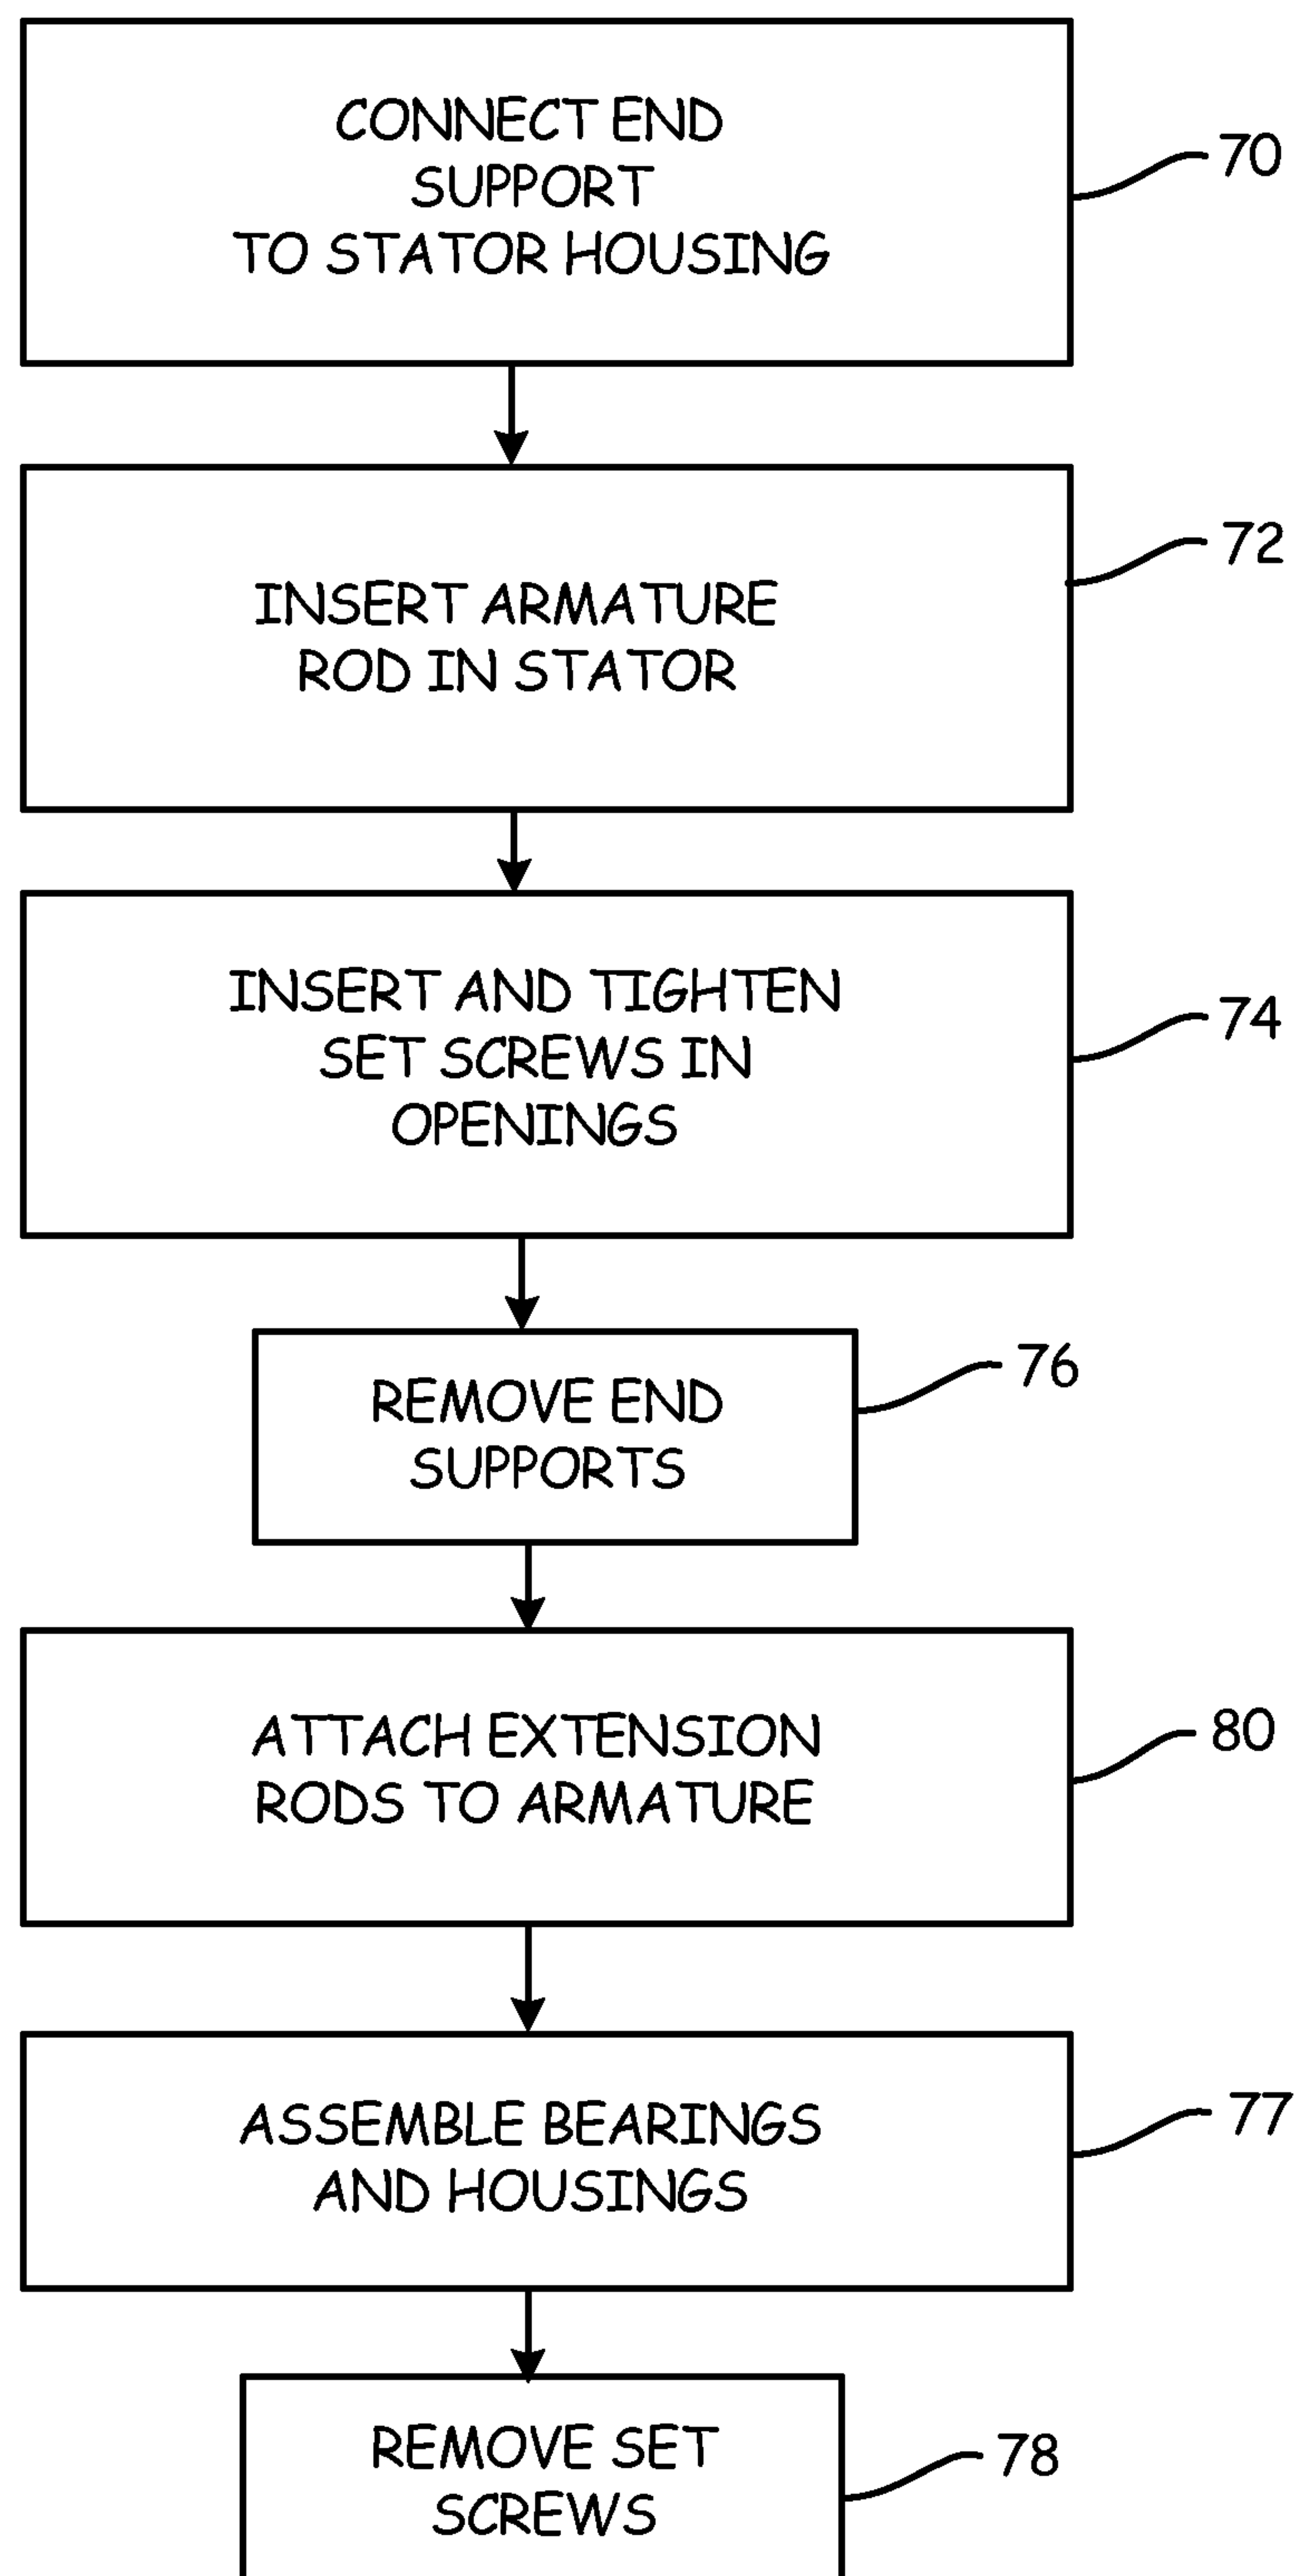 CONNECT END
SUPPORT
TO STATOR HOUSING
70
INSERT ARMATURE
ROD IN STATOR
72
INSERT AND TIGHTEN
SET SCREWS IN
OPENINGS
74
REMOVE END
SUPPORTS
76
ATTACH EXTENSION
RODS TO ARMATURE
80
ASSEMBLE BEARINGS
AND HOUSINGS
77
REMOVE SET
SCREWS
78